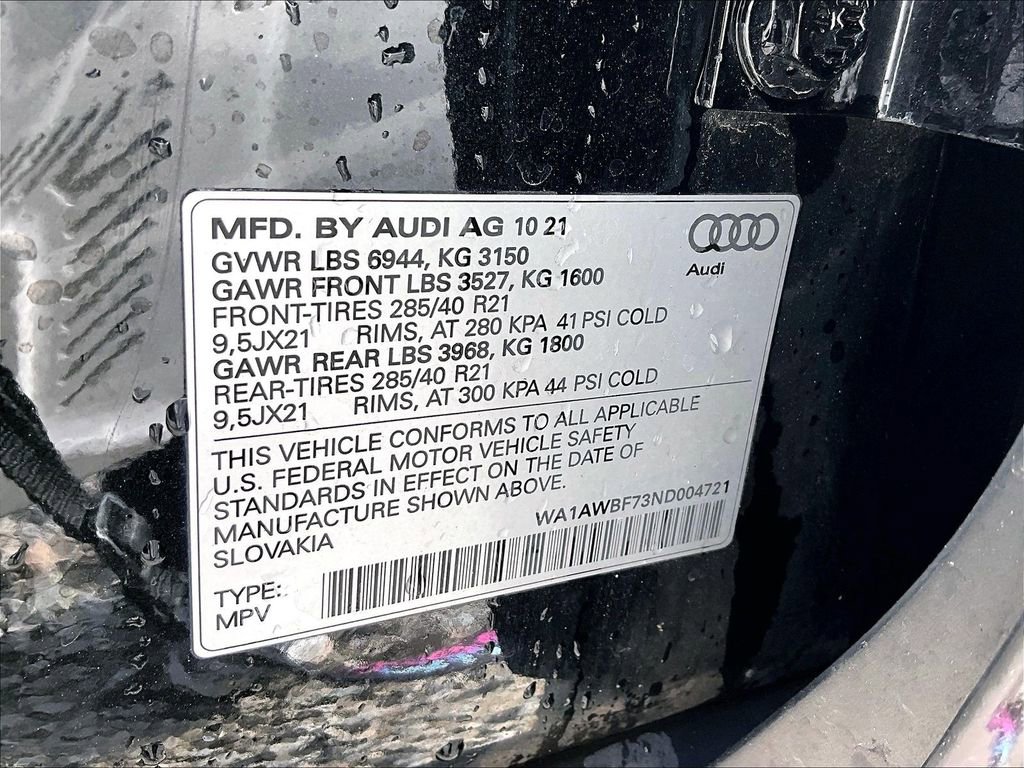 MFD. BY AUDI AG 10 21
Audi
GVWR LBS 6944, KG 3150
GAWR FRONT LBS 3527, KG 1600
FRONT-TIRES 285/40 R21
9,5JX21 RIMS, AT 280 KPA 41 PSI COLD
GAWR REAR LBS 3968, KG 1800
REAR-TIRES 285/40 R21
9,5JX21 RIMS, AT 300 KPA 44 PSI COLD
THIS VEHICLE CONFORMS TO ALL APPLICABLE
U.S. FEDERAL MOTOR VEHICLE SAFETY
STANDARDS IN EFFECT ON THE DATE OF
MANUFACTURE SHOWN ABOVE.
SLOVAKIA
WA1AWBF73ND004721
TYPE:
MPV